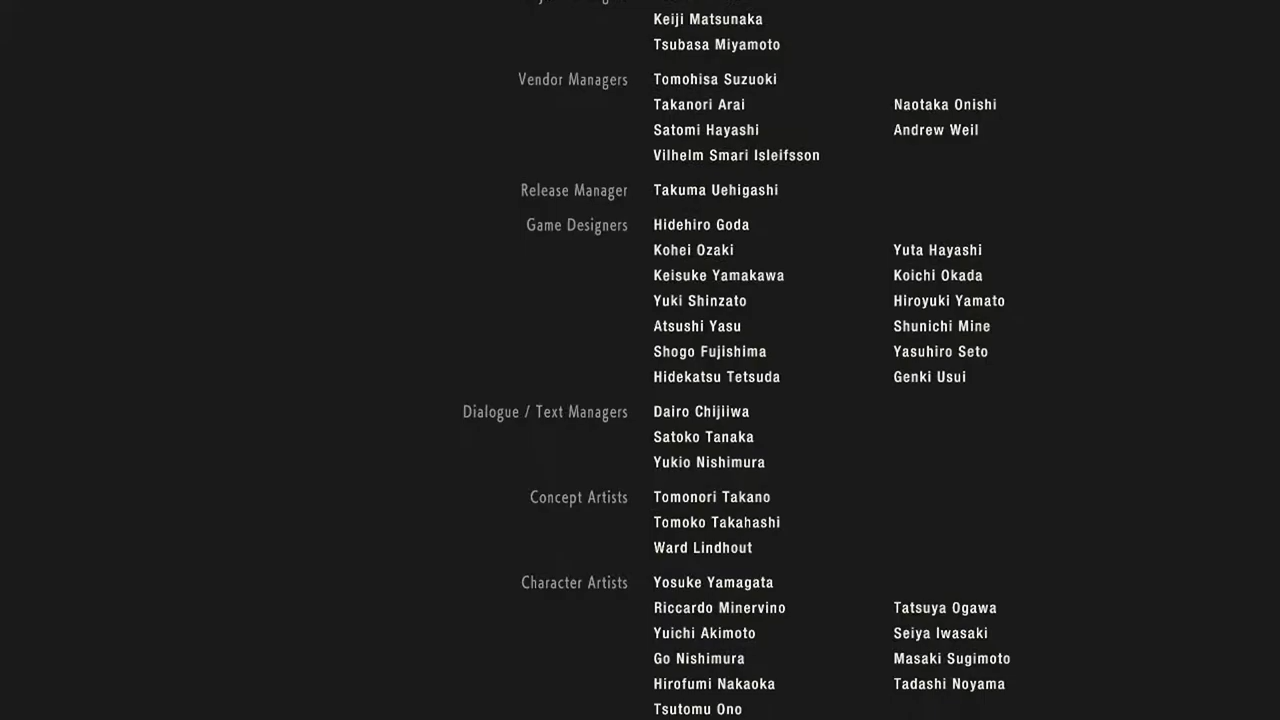 Keiji Matsunaka
Tsubasa Miyamoto
Vendor Managers Tomohisa Suzuoki
Takanori Arai Naotaka Onishi
Satomi Hayashi Andrew Weil
Vilhelm Smari Isleifsson
Release Manager Takuma Uehigashi
Game Designers Hidehiro Goda
Kohei Ozaki Yuta Hayashi
Keisuke Yamakawa Koichi Okada
Yuki Shinzato Hiroyuki Yamato
Atsushi Yasu Shunichi Mine
Shogo Fujishima Yasuhiro Seto
Hidekatsu Tetsuda Genki Usui
Dialogue / Text Managers Dairo Chijiiwa
Satoko Tanaka
Yukio Nishimura
Concept Artists Tomonori Takano
Tomoko Takahashi
Ward Lindhout
Character Artists Yosuke Yamagata
Riccardo Minervino Tatsuya Ogawa
Yuichi Akimoto Seiya Iwasaki
Go Nishimura Masaki Sugimoto
Hirofumi Nakaoka Tadashi Noyama
Tsutomu Ono